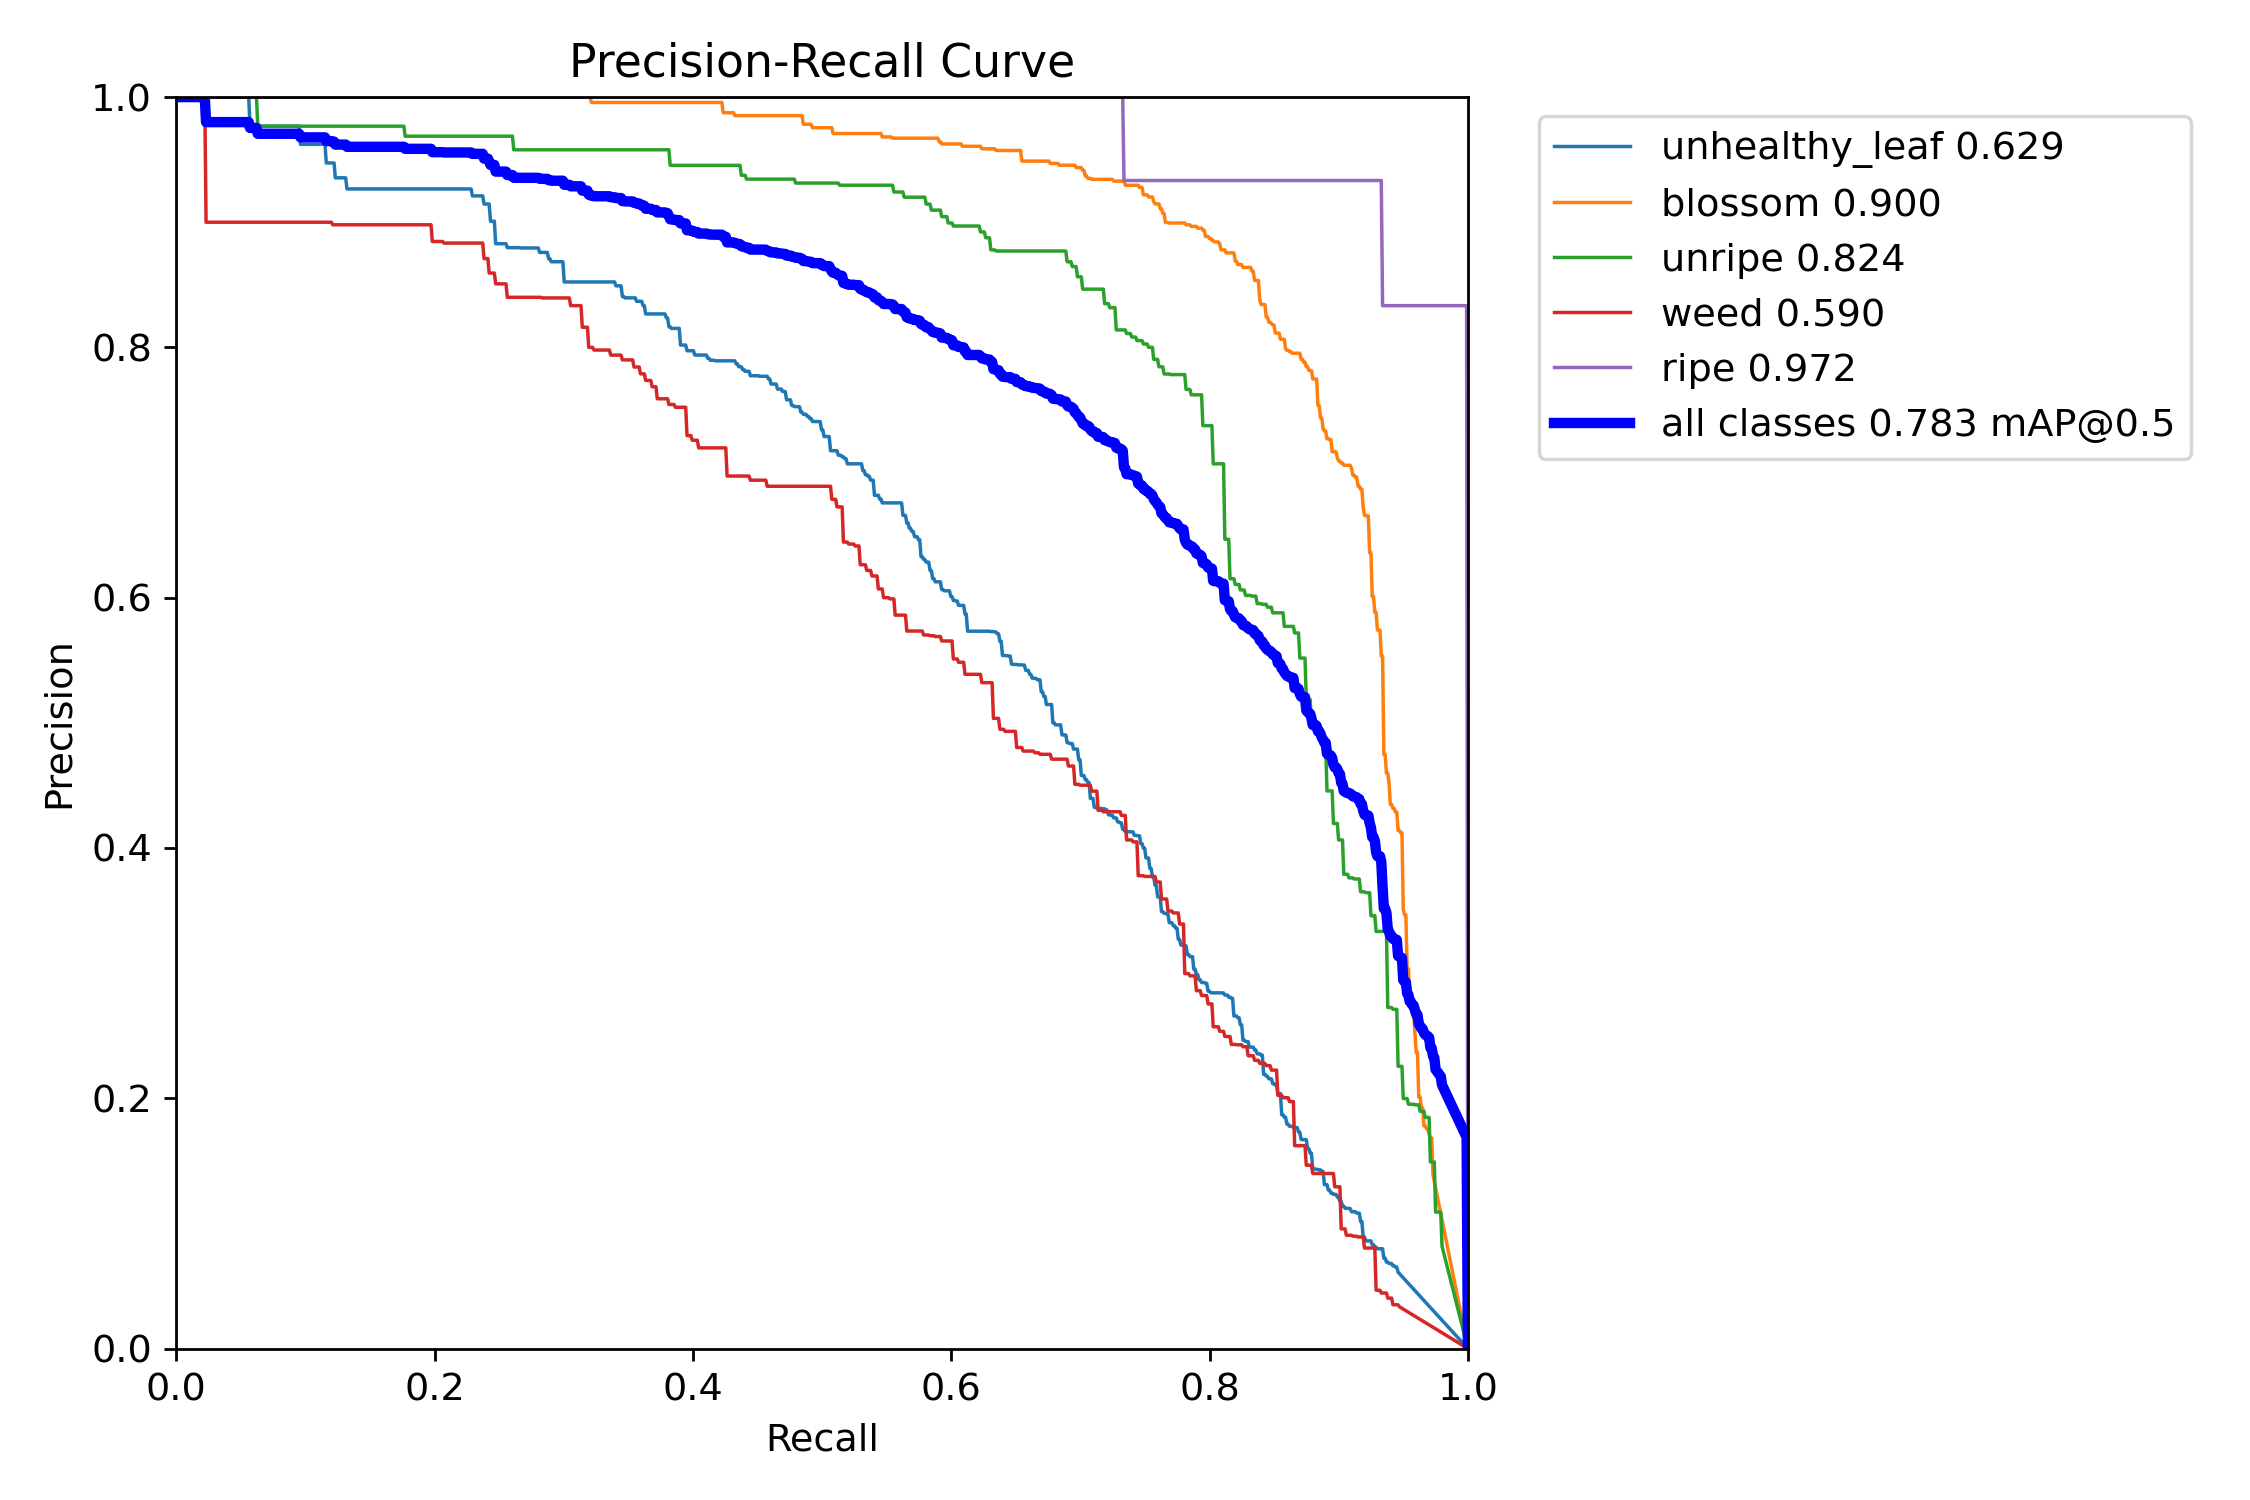 Precision-Recall Curve
1.0
0.8
0.6
0.4
0.2
0.0
Precision
0.0 0.2 0.4 0.6 0.8 1.0
Recall
unhealthy_leaf 0.629
blossom 0.900
unripe 0.824
weed 0.590
ripe 0.972
all classes 0.783 mAP@0.5